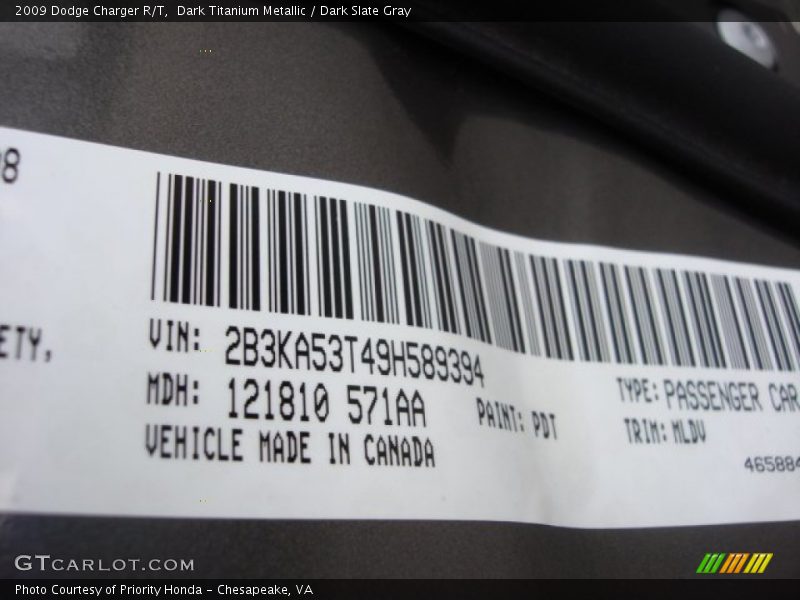 2009 Dodge Charger R/T,  Dark Titanium Metallic / Dark Slate Gray
ETY,
VIN: 2B3KA53T49H589394
MDH: 121810 571AA
PAINT: PDT
VEHICLE MADE IN CANADA
TYPE: PASSENGER CAR
TRIM: MLDV
465884
GTCARLOT.COM
Photo Courtesy of Priority Honda - Chesapeake, VA